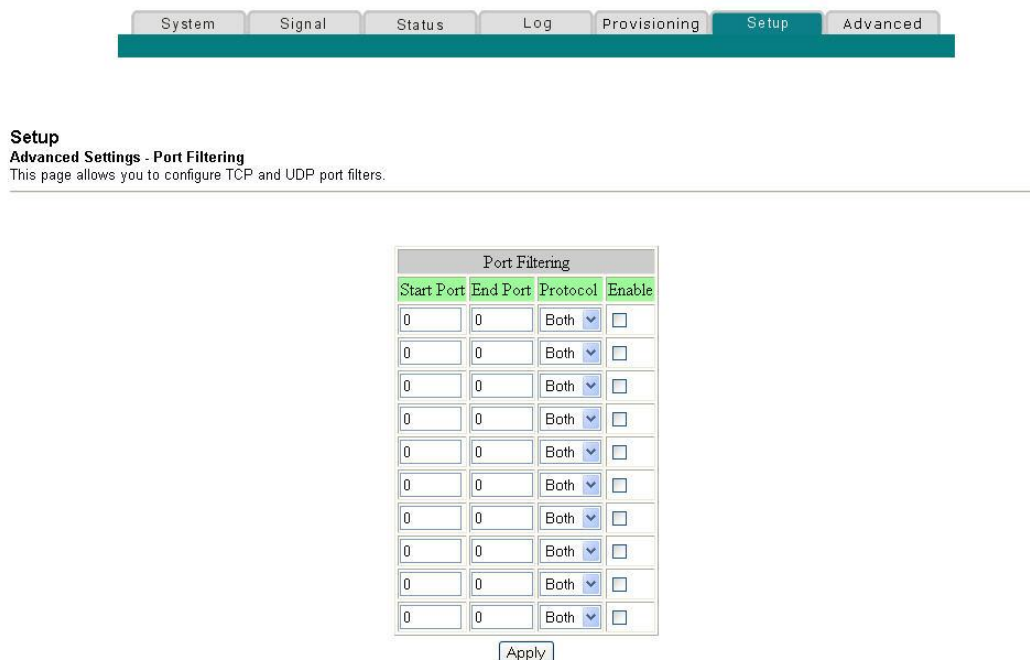 System Signal Status Log Provisioning Setup Advanced
Setup
Advanced Settings - Port Filtering
This page allows you to configure TCP and UDP port filters.
Port Filtering
Start Port End Port Protocol Enable
0 0 Both
0 0 Both
0 0 Both
0 0 Both
0 0 Both
0 0 Both
0 0 Both
0 0 Both
0 0 Both
0 0 Both
Apply